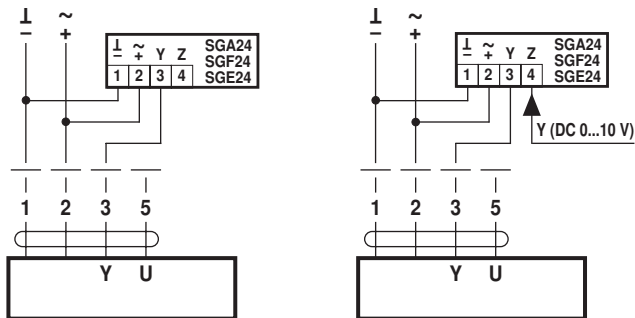 ⊥ ~
– +
⊥ ~ Y Z SGA24
– + SGF24
1 2 3 4 SGE24
1 2 3 5
Y U
⊥ ~
– +
⊥ ~ Y Z SGA24
– + SGF24
1 2 3 4 SGE24
Y (DC 0...10 V)
1 2 3 5
Y U